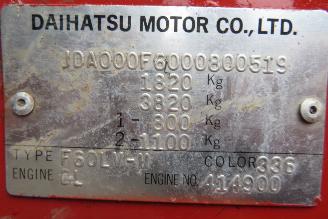 DAIHATSU MOTOR CO.,LTD.
JDA000F6000800519
1820 Kg
3820 Kg
1- 800 Kg
2-1100 Kg
TYPE F60LV-M COLOR 336
ENGINE CL ENGINE NO. 414900